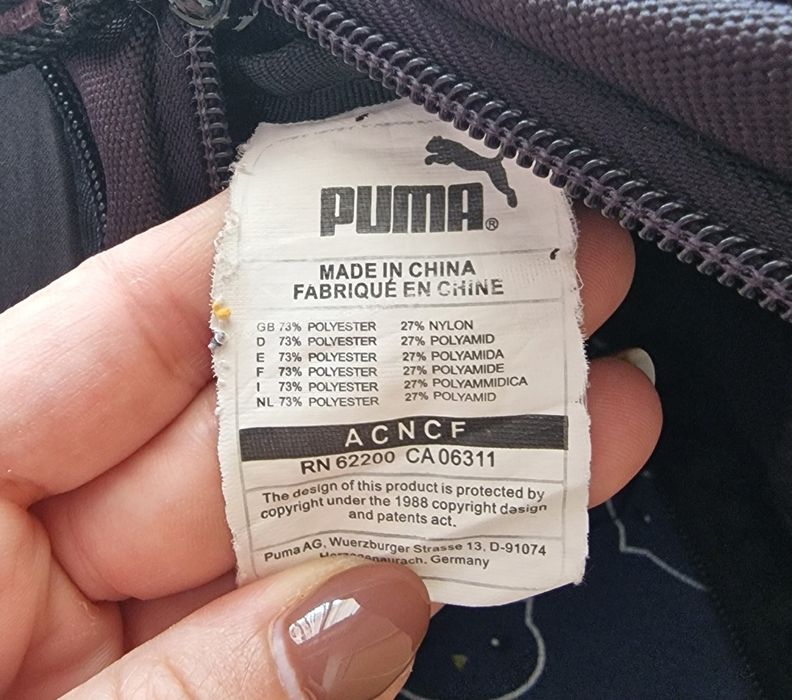 PUMA®
MADE IN CHINA
FABRIQUÉ EN CHINE
GB 73% POLYESTER 27% NYLON
D 73% POLYESTER 27% POLYAMID
E 73% POLYESTER 27% POLYAMIDA
F 73% POLYESTER 27% POLYAMIDE
I 73% POLYESTER 27% POLYAMMIDICA
NL 73% POLYESTER 27% POLYAMID
ACNCF
RN 62200 CA 06311
The design of this product is protected by
copyright under the 1988 copyright design
and patents act.
Puma AG, Wuerzburger Strasse 13, D-91074
Herzogenaurach, Germany